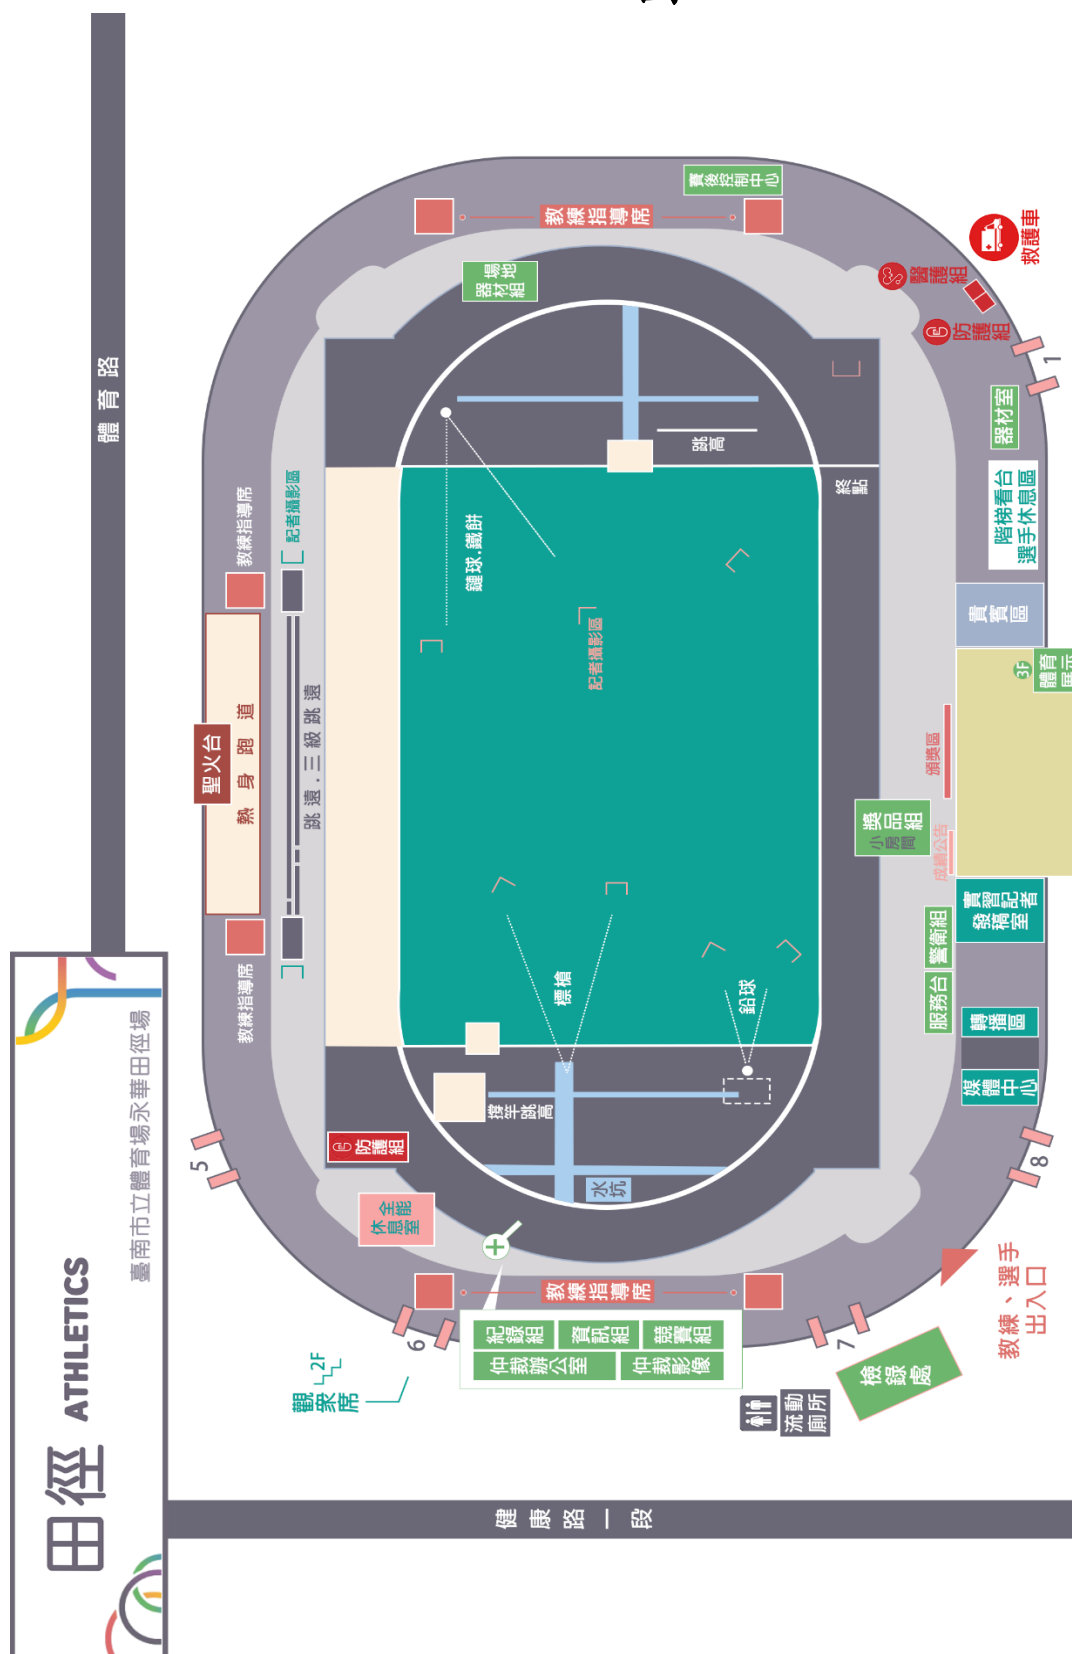 田徑 ATHLETICS
臺南市立體育場永華田徑場
體育路
健康路一段
賽後控制中心
教練指導席
救護車
醫護組
防護組
場地
器材組
1
器材室
跳高
終點
階梯看台
選手休息區
教練指導席
記者攝影區
鏈球.鐵餅
貴賓區
記者攝影區
3F
體育
展示
聖火台
熱身跑道
跳遠.三級跳遠
頒獎區
獎品組
小房間
成績公告
實習記者
發稿室
警衛組
服務台
轉播區
媒體中心
教練指導席
標槍
鉛球
撐竿跳高
防護組
水坑
全能
休息室
5
8
教練、選手
出入口
教練指導席
6
7
紀錄組
資訊組
競賽組
仲裁辦公室
仲裁影像
2F
觀眾席
流動
廁所
檢錄處